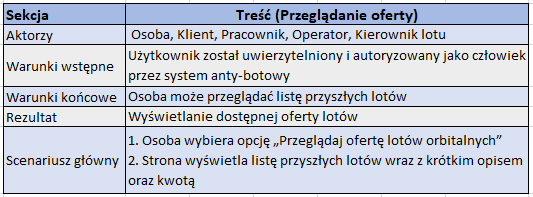 Sekcja Treść (Przeglądanie oferty)
Aktorzy Osoba, Klient, Pracownik, Operator, Kierownik lotu
Warunki wstępne Użytkownik został uwierzytelniony i autoryzowany jako człowiek
przez system anty-botowy
Warunki końcowe Osoba może przeglądać listę przyszłych lotów
Rezultat Wyświetlanie dostępnej oferty lotów
Scenariusz główny 1. Osoba wybiera opcję „Przeglądaj ofertę lotów orbitalnych”
2. Strona wyświetla listę przyszłych lotów wraz z krótkim opisem
oraz kwotą